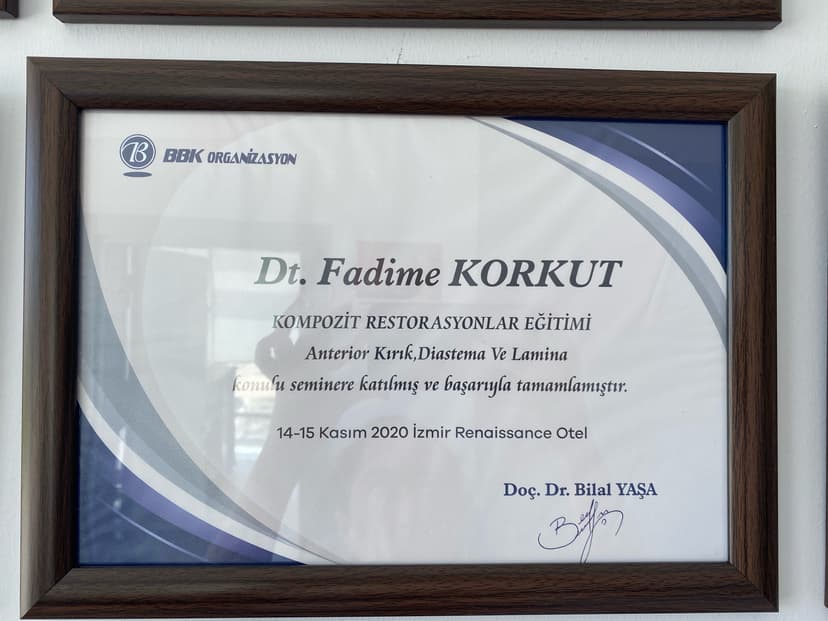 B
BBK ORGANİZASYON
Dt. Fadime KORKUT
KOMPOZİT RESTORASYONLAR EĞİTİMİ
Anterior Kırık,Diastema Ve Lamina
konulu seminere katılmış ve başarıyla tamamlamıştır.
14-15 Kasım 2020 İzmir Renaissance Otel
Doç. Dr. Bilal YAŞA